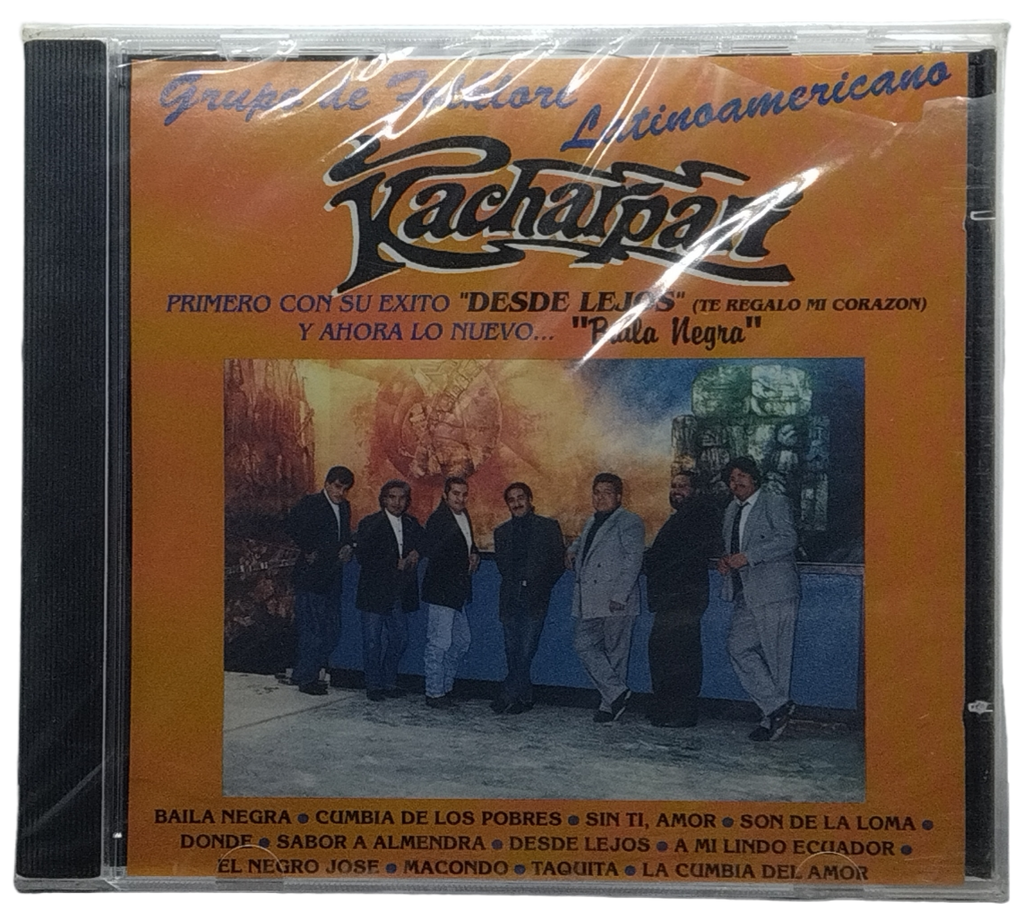 Grupo de Folklore
Latinoamericano
Kacharpari
PRIMERO CON SU EXITO "DESDE LEJOS" (TE REGALO MI CORAZON)
Y AHORA LO NUEVO... "Baila Negra"
BAILA NEGRA • CUMBIA DE LOS POBRES • SIN TI, AMOR • SON DE LA LOMA •
DONDE • SABOR A ALMENDRA • DESDE LEJOS • A MI LINDO ECUADOR •
EL NEGRO JOSE • MACONDO • TAQUITA • LA CUMBIA DEL AMOR